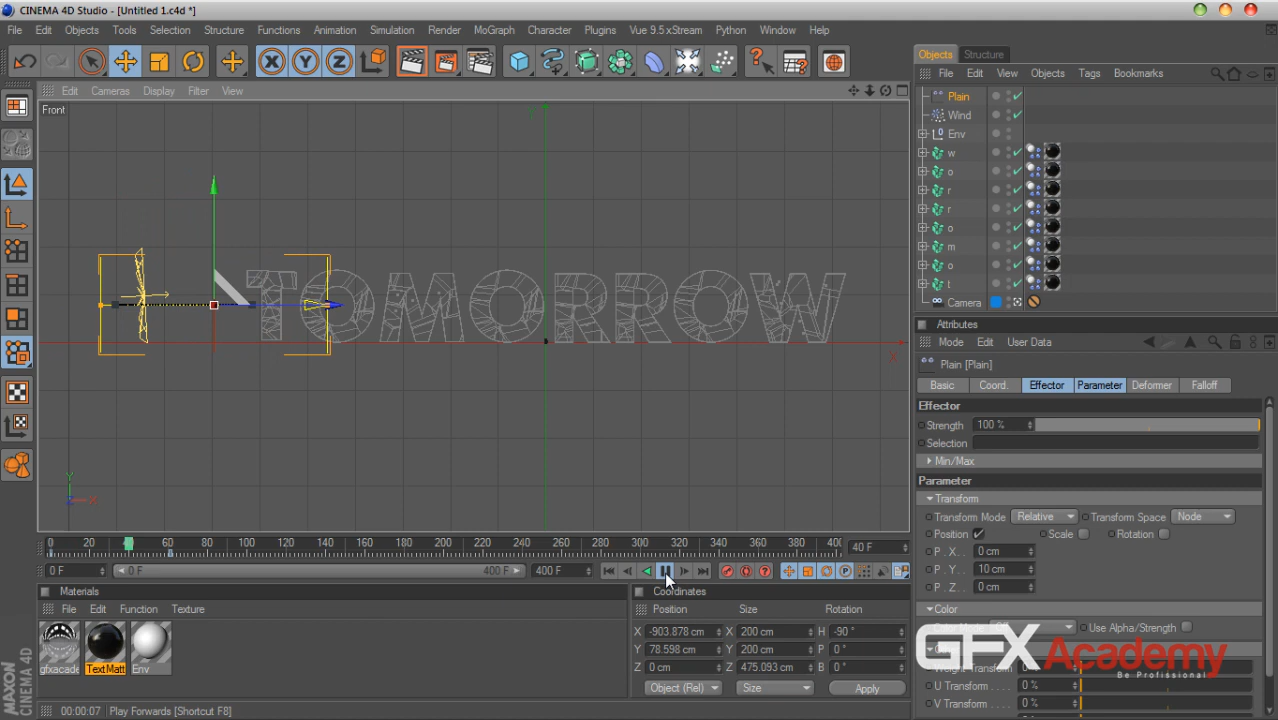 CINEMA 4D Studio - [Untitled 1.c4d *]
File Edit Objects Tools Selection Structure Functions Animation Simulation Render MoGraph Character Plugins Vue 9.5 xStream Python Window Help
X Y Z
Objects Structure
Edit Cameras Display Filter View
File Edit View Objects Tags Bookmarks
Front
Plain
Wind
Env
w
o
r
r
o
m
o
t
Camera
TOMORROW
Y
X
Z X
Attributes
Mode Edit User Data
Plain [Plain]
Basic Coord. Effector Parameter Deformer Falloff
Effector
Strength 100 %
Selection
Min/Max
Parameter
Transform
Transform Mode Relative Transform Space Node
Position Scale Rotation
P . X 0 cm
P . Y 10 cm
P . Z 0 cm
Color
Use Alpha/Strength
Weight Transform
U Transform 0 %
V Transform 0 %
0 20 60 80 100 120 140 160 180 200 220 240 260 280 300 320 340 360 380 40
40 F
0 F 0 F 400 F 400 F
Materials
File Edit Function Texture
gfxacade TextMatt Env
Coordinates
Position Size Rotation
X -903.878 cm X 200 cm H -90 °
Y 78.598 cm Y 200 cm P 0 °
Z 0 cm Z 475.093 cm B 0 °
Object (Rel) Size Apply
GFXAcademy
Be Profissional
MAXON
CINEMA 4D
00:00:07 Play Forwards [Shortcut F8]